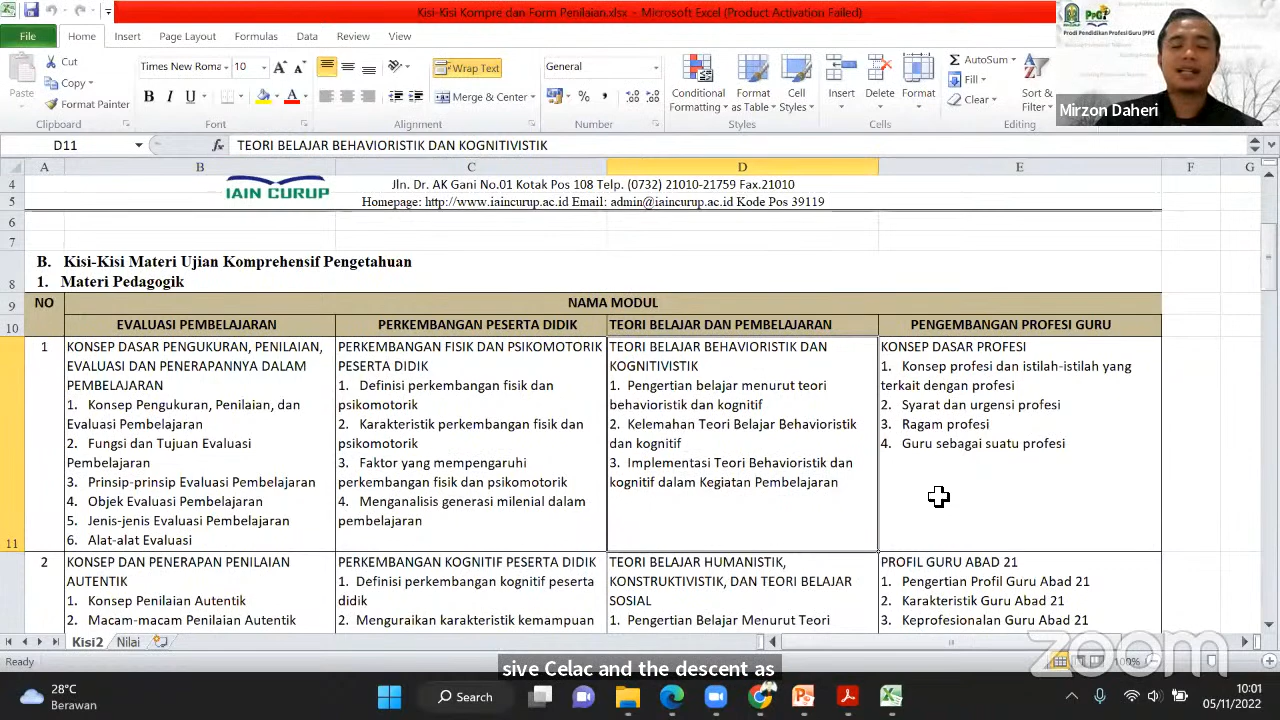 Kisi-Kisi Kompre dan Form Penilaian.xlsx - Microsoft Excel (Product Activation Failed)
File Home Insert Page Layout Formulas Data Review View
Prodi Pendidikan Profesi Guru (PPG
Mirzon Daheri
Paste
Cut
Copy
Format Painter
Clipboard
Times New Roma 10
B I U
Font
Wrap Text
Merge & Center
Alignment
General
Number
Conditional Formatting
Format as Table
Cell Styles
Styles
Insert Delete Format
Cells
AutoSum
Fill
Clear
Sort & Filter
Editing
D11 fx TEORI BELAJAR BEHAVIORISTIK DAN KOGNITIVISTIK
A B C D E F G
4 Jln. Dr. AK Gani No.01 Kotak Pos 108 Telp. (0732) 21010-21759 Fax.21010
IAIN CURUP
5 Homepage: http://www.iaincurup.ac.id Email: admin@iaincurup.ac.id Kode Pos 39119
6
7
B. Kisi-Kisi Materi Ujian Komprehensif Pengetahuan
8 1. Materi Pedagogik
9 NO NAMA MODUL
10 EVALUASI PEMBELAJARAN PERKEMBANGAN PESERTA DIDIK TEORI BELAJAR DAN PEMBELAJARAN PENGEMBANGAN PROFESI GURU
11
1
KONSEP DASAR PENGUKURAN, PENILAIAN,
EVALUASI DAN PENERAPANNYA DALAM
PEMBELAJARAN
1. Konsep Pengukuran, Penilaian, dan
Evaluasi Pembelajaran
2. Fungsi dan Tujuan Evaluasi
Pembelajaran
3. Prinsip-prinsip Evaluasi Pembelajaran
4. Objek Evaluasi Pembelajaran
5. Jenis-jenis Evaluasi Pembelajaran
6. Alat-alat Evaluasi
PERKEMBANGAN FISIK DAN PSIKOMOTORIK
PESERTA DIDIK
1. Definisi perkembangan fisik dan
psikomotorik
2. Karakteristik perkembangan fisik dan
psikomotorik
3. Faktor yang mempengaruhi
perkembangan fisik dan psikomotorik
4. Menganalisis generasi milenial dalam
pembelajaran
TEORI BELAJAR BEHAVIORISTIK DAN
KOGNITIVISTIK
1. Pengertian belajar menurut teori
behavioristik dan kognitif
2. Kelemahan Teori Belajar Behavioristik
dan kognitif
3. Implementasi Teori Behavioristik dan
kognitif dalam Kegiatan Pembelajaran
KONSEP DASAR PROFESI
1. Konsep profesi dan istilah-istilah yang
terkait dengan profesi
2. Syarat dan urgensi profesi
3. Ragam profesi
4. Guru sebagai suatu profesi
2
KONSEP DAN PENERAPAN PENILAIAN
AUTENTIK
1. Konsep Penilaian Autentik
2. Macam-macam Penilaian Autentik
PERKEMBANGAN KOGNITIF PESERTA DIDIK
1. Definisi perkembangan kognitif peserta
didik
2. Menguraikan karakteristik kemampuan
TEORI BELAJAR HUMANISTIK,
KONSTRUKTIVISTIK, DAN TEORI BELAJAR
SOSIAL
1. Pengertian Belajar Menurut Teori
PROFIL GURU ABAD 21
1. Pengertian Profil Guru Abad 21
2. Karakteristik Guru Abad 21
3. Keprofesionalan Guru Abad 21
Kisi2 Nilai
zoom
Ready
100%
sive Celac and the descent as
28°C
Berawan
Search
10:01
05/11/2022